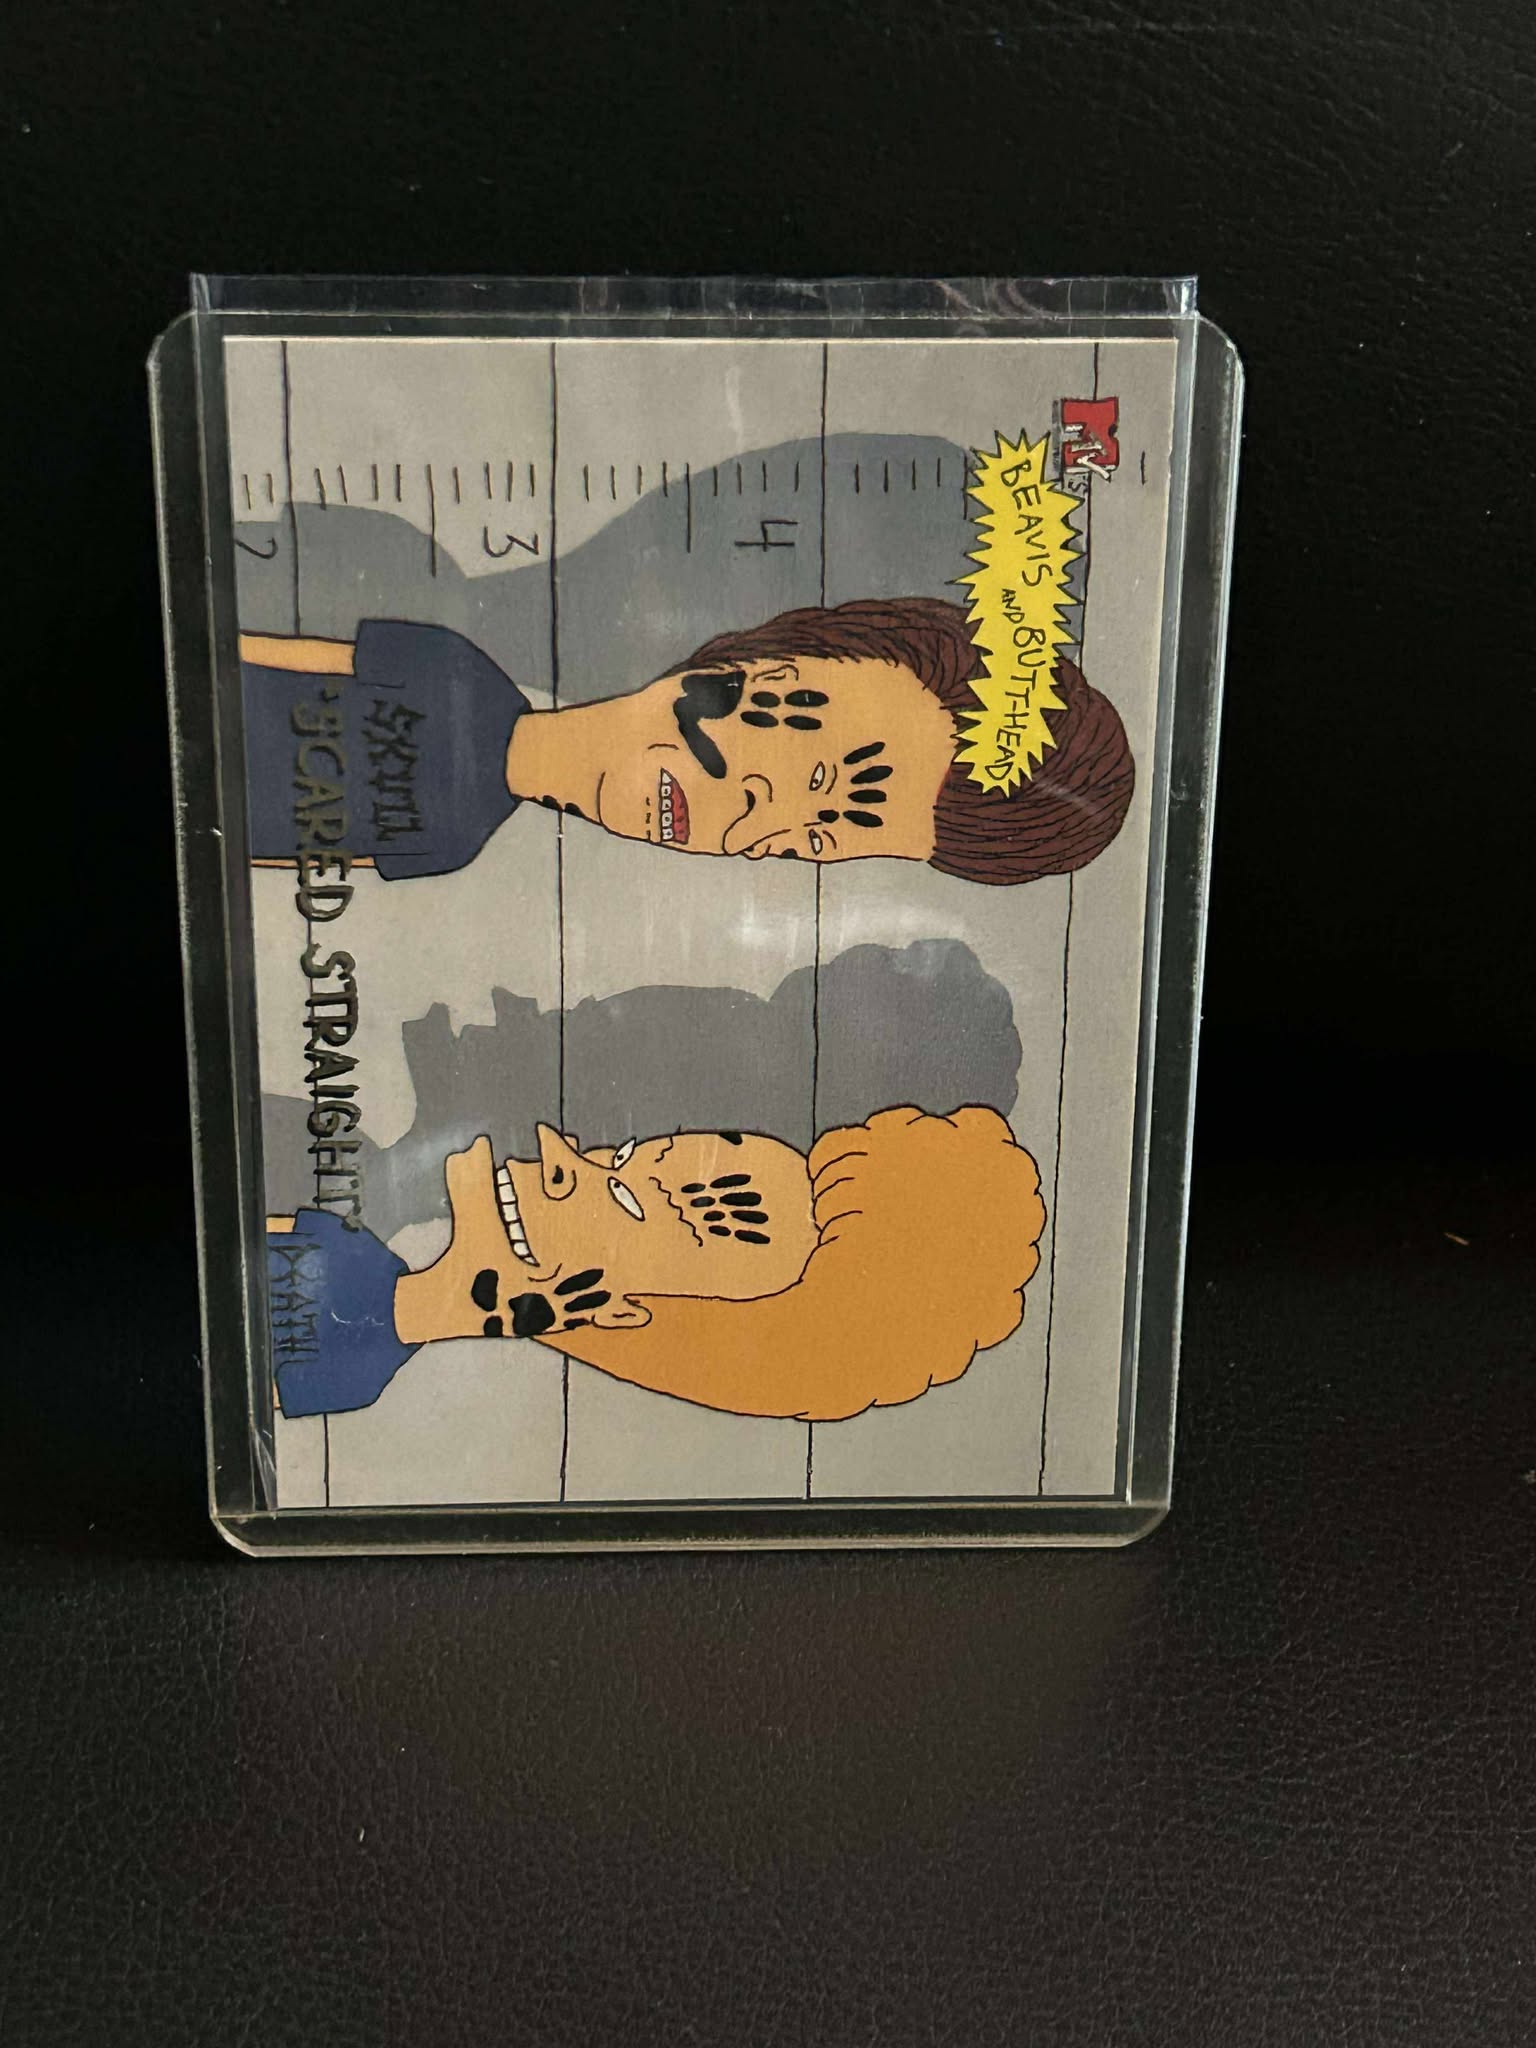 MTV's
BEAVIS AND BUTT-HEAD
4
3
2
SKULL
DEATH
"SCARED STRAIGHT"